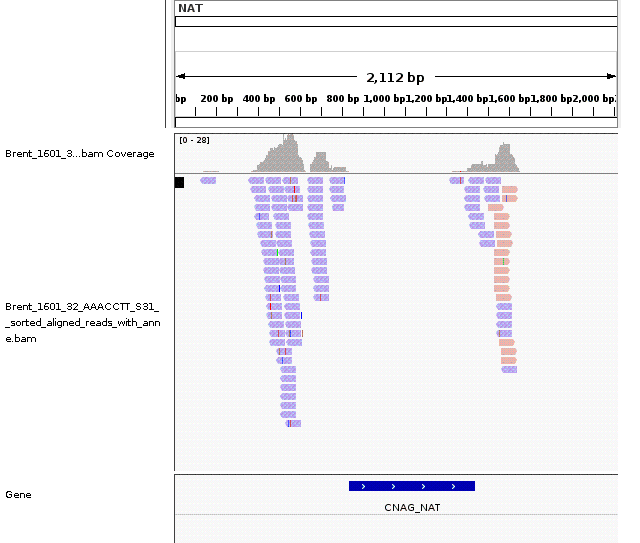 NAT
2,112 bp
bp 200 bp 400 bp 600 bp 800 bp 1,000 bp 1,200 bp 1,400 bp 1,600 bp 1,800 bp 2,000 bp
[0 - 28]
Brent_1601_3...bam Coverage
Brent_1601_32_AAACCTT_S31_
_sorted_aligned_reads_with_ann
e.bam
Gene
CNAG_NAT